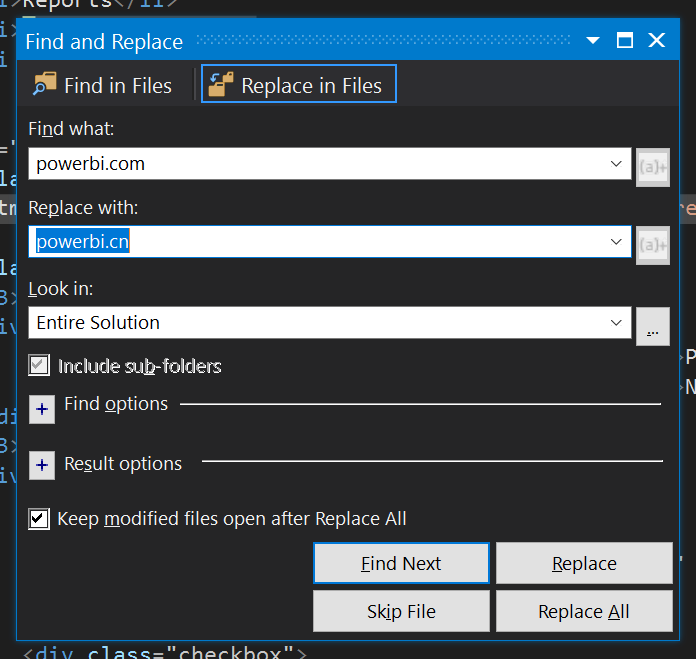 >Reports</li>
Find and Replace
Find in Files
Replace in Files
Find what:
powerbi.com
(a)+
Replace with:
powerbi.cn
(a)+
Look in:
Entire Solution
...
Include sub-folders
>P
>N
Find options
Result options
Keep modified files open after Replace All
Find Next
Replace
Skip File
Replace All
<div class="checkbox">